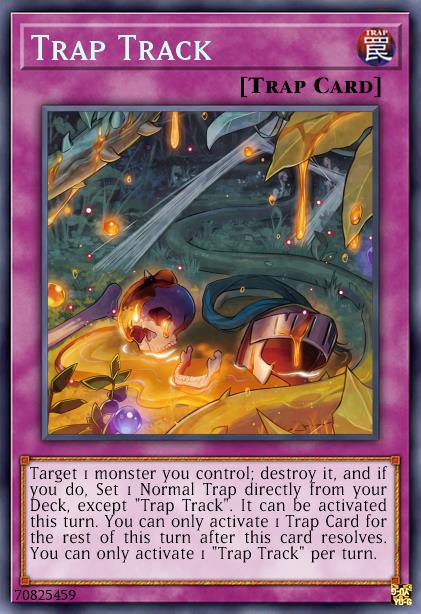 Trap Track
TRAP
罠
[Trap Card]
Target 1 monster you control; destroy it, and if
you do, Set 1 Normal Trap directly from your
Deck, except "Trap Track". It can be activated
this turn. You can only activate 1 Trap Card for
the rest of this turn after this card resolves.
You can only activate 1 "Trap Track" per turn.
70825459